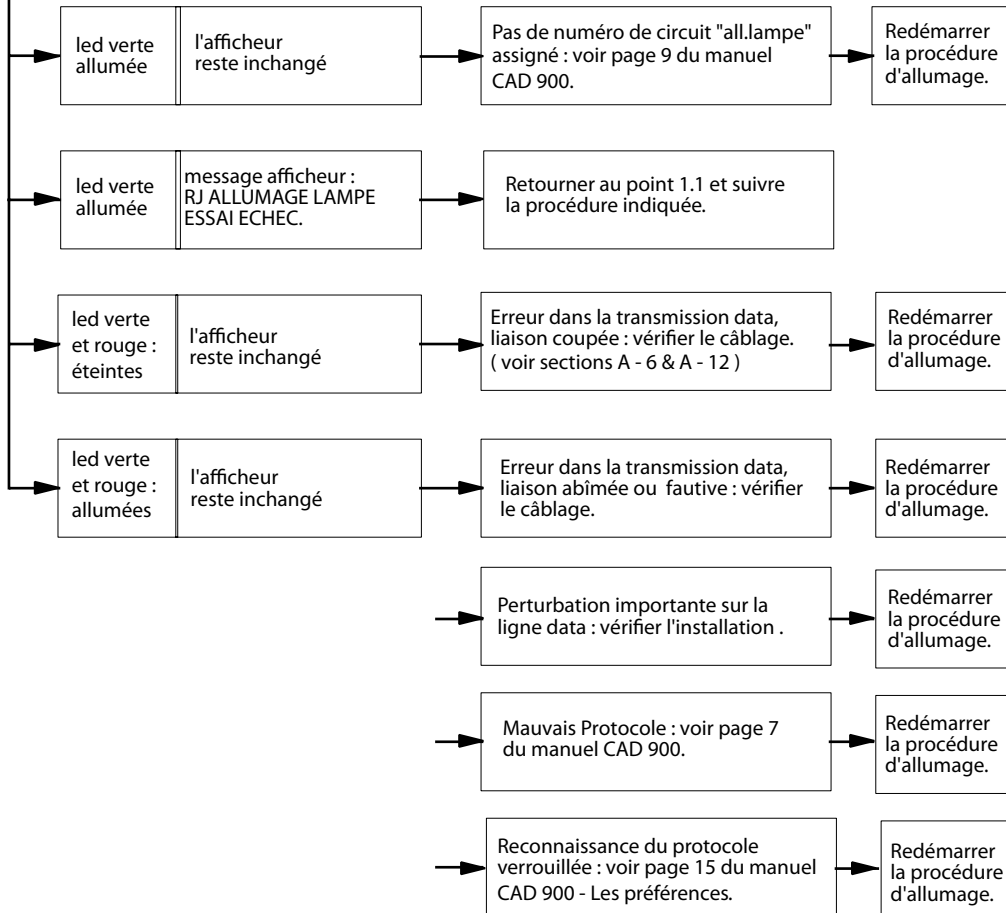 led verte
allumée
l'afficheur
reste inchangé
Pas de numéro de circuit "all.lampe"
assigné : voir page 9 du manuel
CAD 900.
Redémarrer
la procédure
d'allumage.
led verte
allumée
message afficheur :
RJ ALLUMAGE LAMPE
ESSAI ECHEC.
Retourner au point 1.1 et suivre
la procédure indiquée.
led verte
et rouge :
éteintes
l'afficheur
reste inchangé
Erreur dans la transmission data,
liaison coupée : vérifier le câblage.
( voir sections A - 6 & A - 12 )
Redémarrer
la procédure
d'allumage.
led verte
et rouge :
allumées
l'afficheur
reste inchangé
Erreur dans la transmission data,
liaison abîmée ou fautive : vérifier
le câblage.
Redémarrer
la procédure
d'allumage.
Perturbation importante sur la
ligne data : vérifier l'installation .
Redémarrer
la procédure
d'allumage.
Mauvais Protocole : voir page 7
du manuel CAD 900.
Redémarrer
la procédure
d'allumage.
Reconnaissance du protocole
verrouillée : voir page 15 du manuel
CAD 900 - Les préférences.
Redémarrer
la procédure
d'allumage.